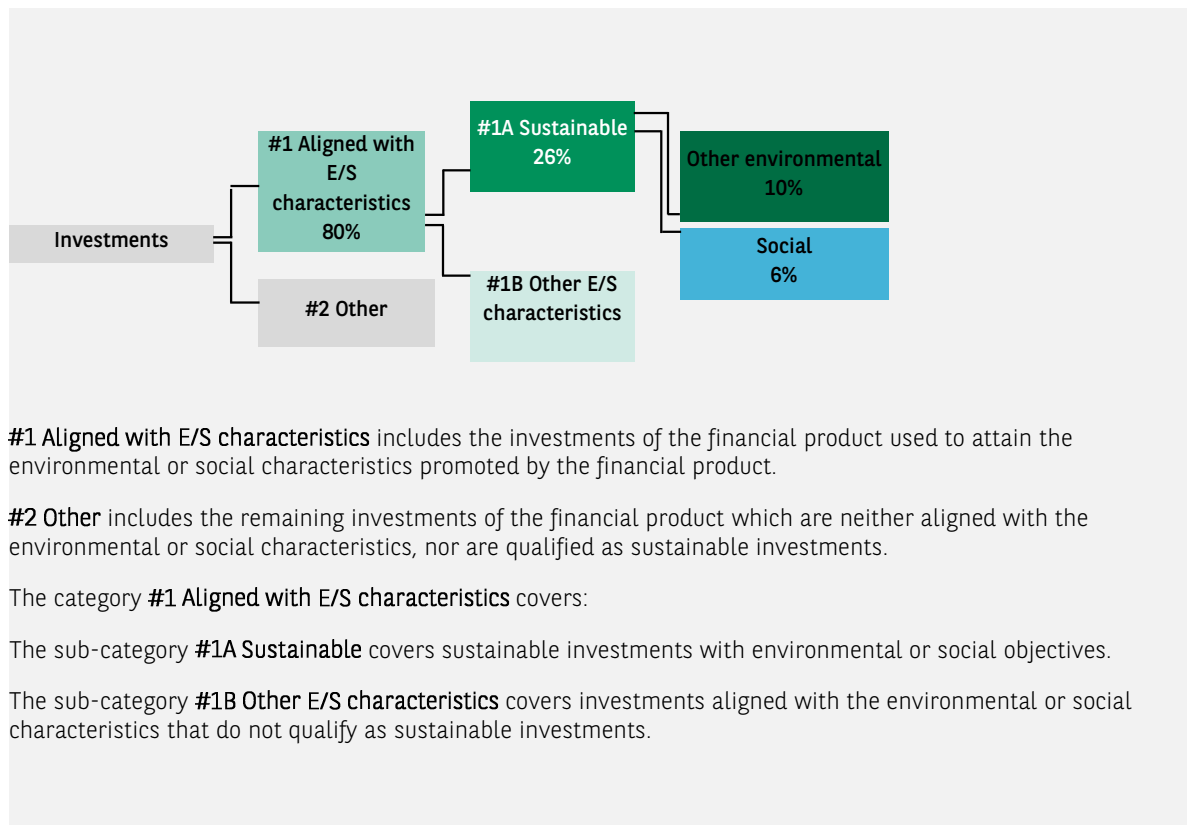 #1A Sustainable
26%
#1 Aligned with
E/S
characteristics
80%
Other environmental
10%
Investments
Social
6%
#2 Other
#1B Other E/S
characteristics
#1 Aligned with E/S characteristics includes the investments of the financial product used to attain the
environmental or social characteristics promoted by the financial product.
#2 Other includes the remaining investments of the financial product which are neither aligned with the
environmental or social characteristics, nor are qualified as sustainable investments.
The category #1 Aligned with E/S characteristics covers:
The sub-category #1A Sustainable covers sustainable investments with environmental or social objectives.
The sub-category #1B Other E/S characteristics covers investments aligned with the environmental or social
characteristics that do not qualify as sustainable investments.